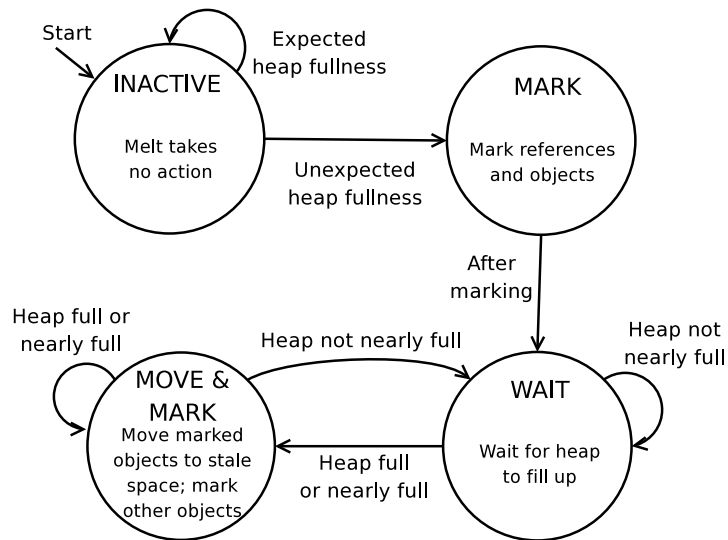 Start
Expected
heap fullness
INACTIVE
Melt takes
no action
Unexpected
heap fullness
MARK
Mark references
and objects
After
marking
Heap full or
nearly full
Heap not nearly full
Heap not
nearly full
MOVE &
MARK
Move marked
objects to stale
space; mark
other objects
Heap full
or nearly full
WAIT
Wait for heap
to fill up